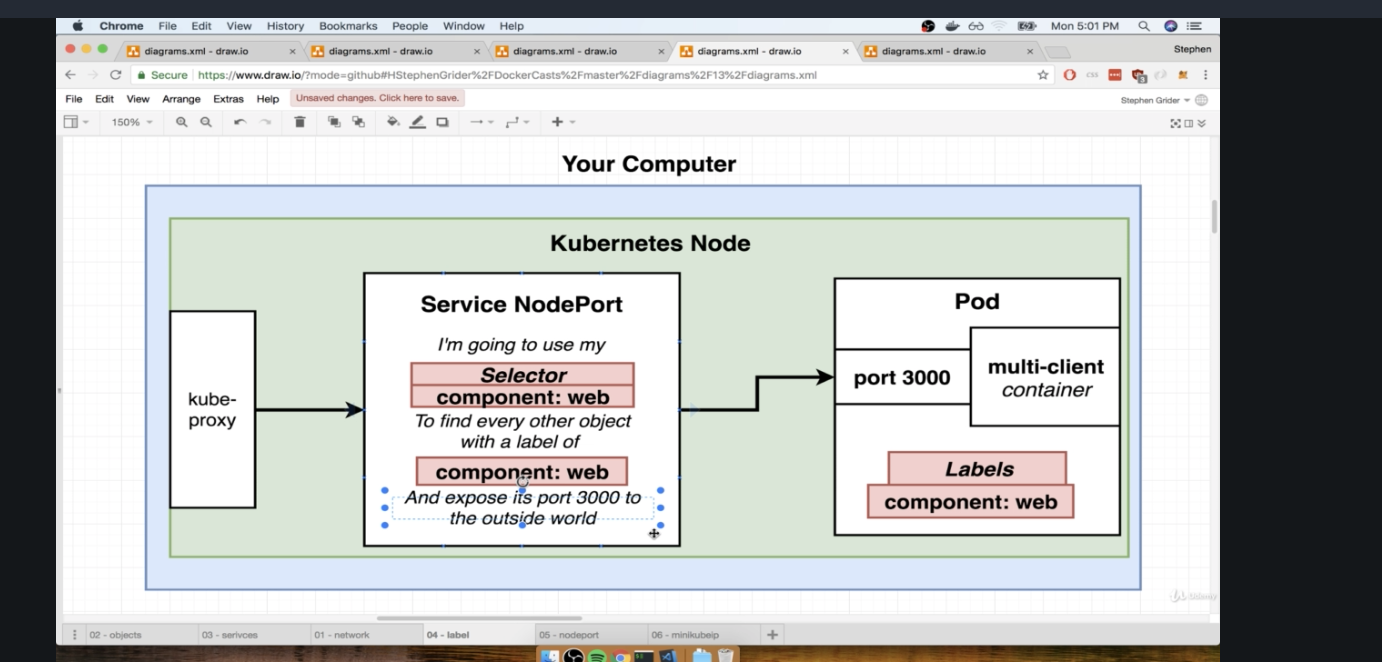 Chrome File Edit View History Bookmarks People Window Help
Mon 5:01 PM
diagrams.xml - draw.io
diagrams.xml - draw.io
diagrams.xml - draw.io
diagrams.xml - draw.io
diagrams.xml - draw.io
Stephen
Secure https://www.draw.io/?mode=github#HStephenGrider%2FDockerCasts%2Fmaster%2Fdiagrams%2F13%2Fdiagrams.xml
css
3
File Edit View Arrange Extras Help
Unsaved changes. Click here to save.
Stephen Grider
150%
Your Computer
Kubernetes Node
kube-
proxy
Service NodePort
I'm going to use my
Selector
component: web
To find every other object
with a label of
component: web
And expose its port 3000 to
the outside world
Pod
port 3000
multi-client
container
Labels
component: web
Udemy
02 - objects
03 - serivces
01 - network
04 - label
05 - nodeport
06 - minikubeip